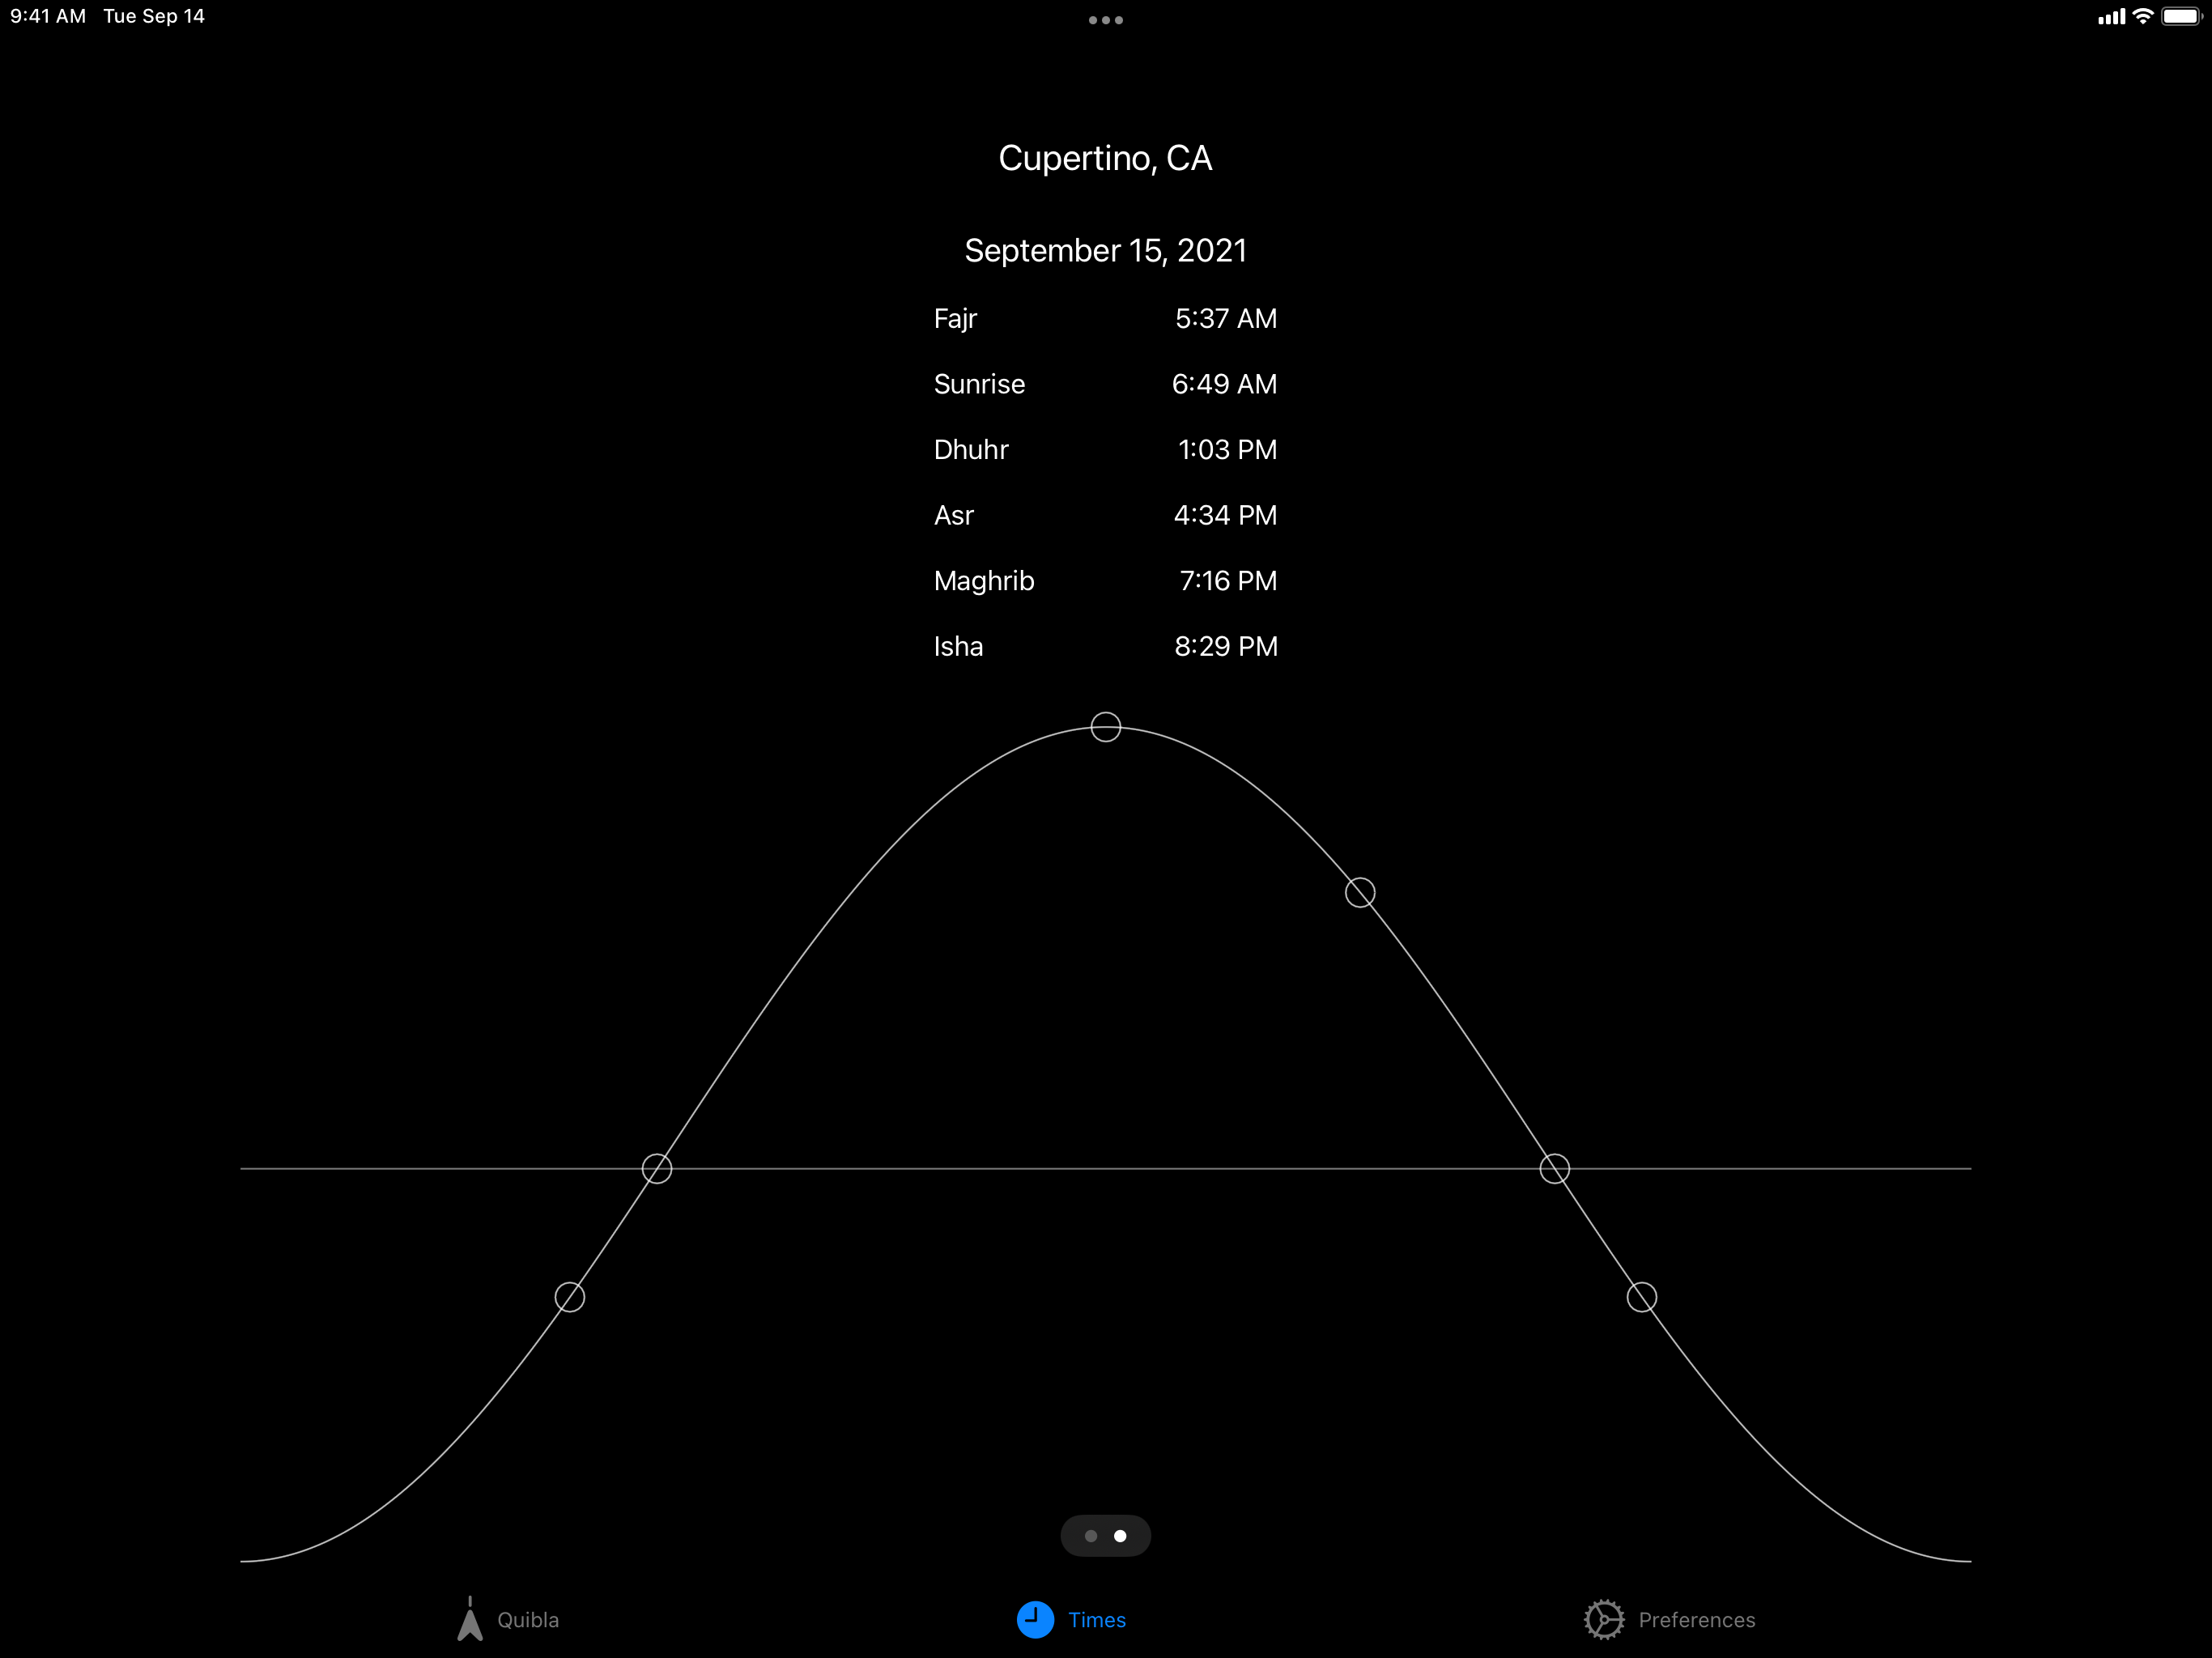 9:41 AM Tue Sep 14
Cupertino, CA
September 15, 2021
Fajr 5:37 AM
Sunrise 6:49 AM
Dhuhr 1:03 PM
Asr 4:34 PM
Maghrib 7:16 PM
Isha 8:29 PM
Quibla Times Preferences